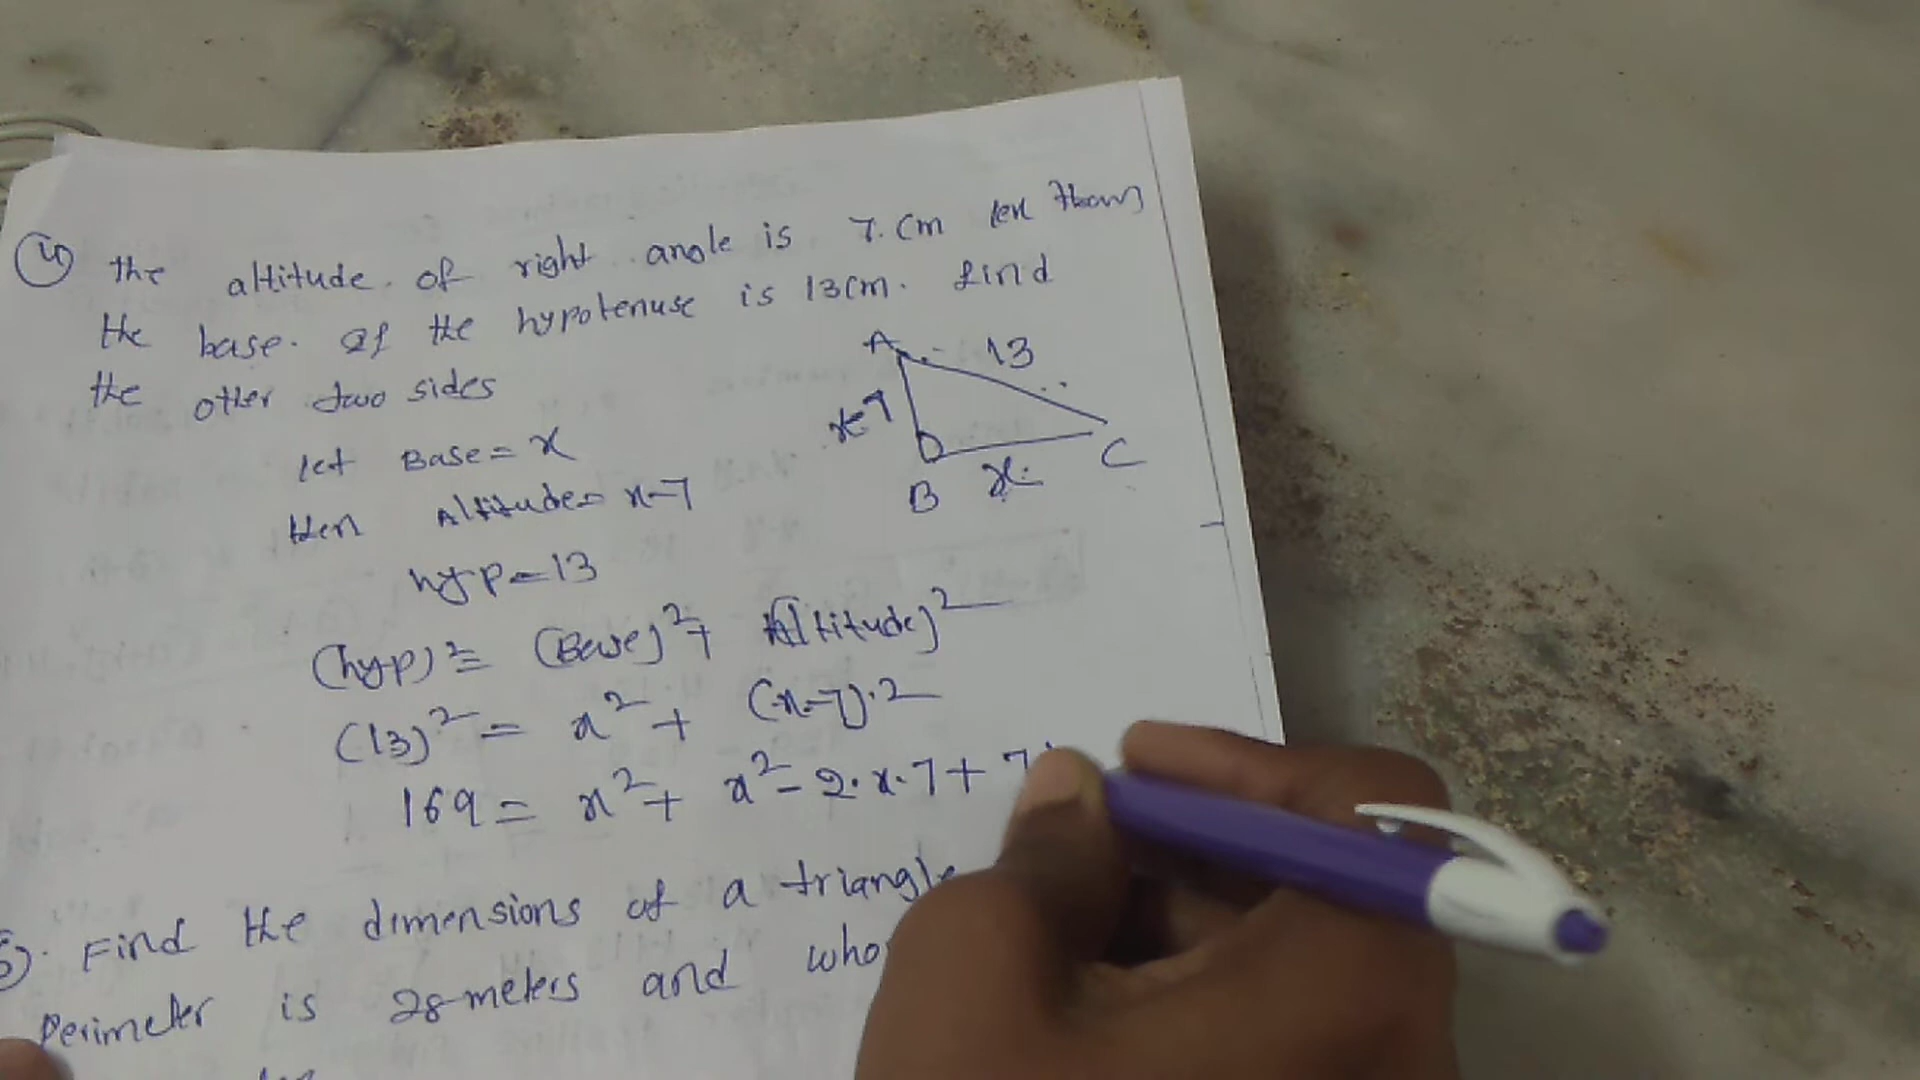 4 the altitude. of right angle is 7.cm len than
the base. If the hypotenuse is 13cm. find
the other two sides
let Base = x
then Altitude = x-7
hyp = 13
A 13
x-7
B x C
(hyp)² = (Base)² + (Altitude)²
(13)² = x² + (x-7)²
169 = x² + x² - 2.x.7 + 7
5). Find the dimensions of a triangle
perimeter is 28 meters and